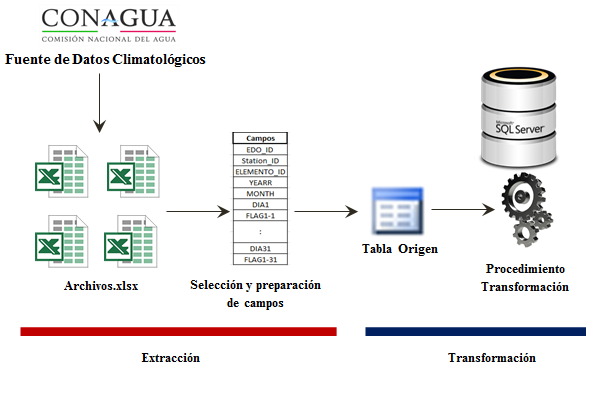 CONAGUA
COMISIÓN NACIONAL DEL AGUA
Fuente de Datos Climatológicos
Archivos.xlsx
Campos
EDO_ID
Station_ID
ELEMENTO_ID
YEARR
MONTH
DIA1
FLAG1-1
:
DIA31
FLAG1-31
Selección y preparación
de campos
Tabla Origen
Microsoft
SQL Server
Procedimiento
Transformación
Extracción
Transformación